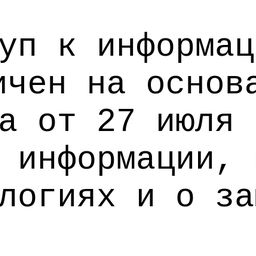 уп к информац
ичен на основа
а от 27 июля
информации,
логиях и о за